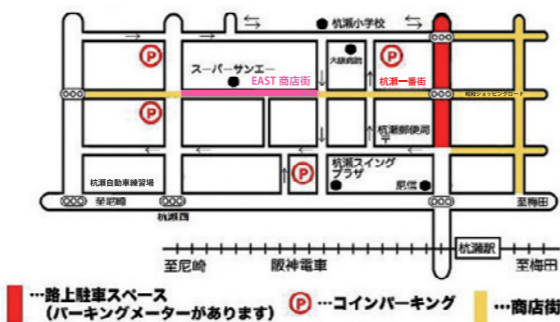 杭瀬小学校
P
P
大隈病院
スーパーサンエー
EAST 商店街
杭瀬一番街
昭和ショッピングロード
P
杭瀬郵便局
〒
杭瀬自動車練習場
P
杭瀬スイング
プラザ
尼信
至尼崎
杭瀬西
至梅田
杭瀬駅
至尼崎
阪神電車
至梅田
…路上駐車スペース
(パーキングメーターがあります)
P
…コインパーキング
…商店街